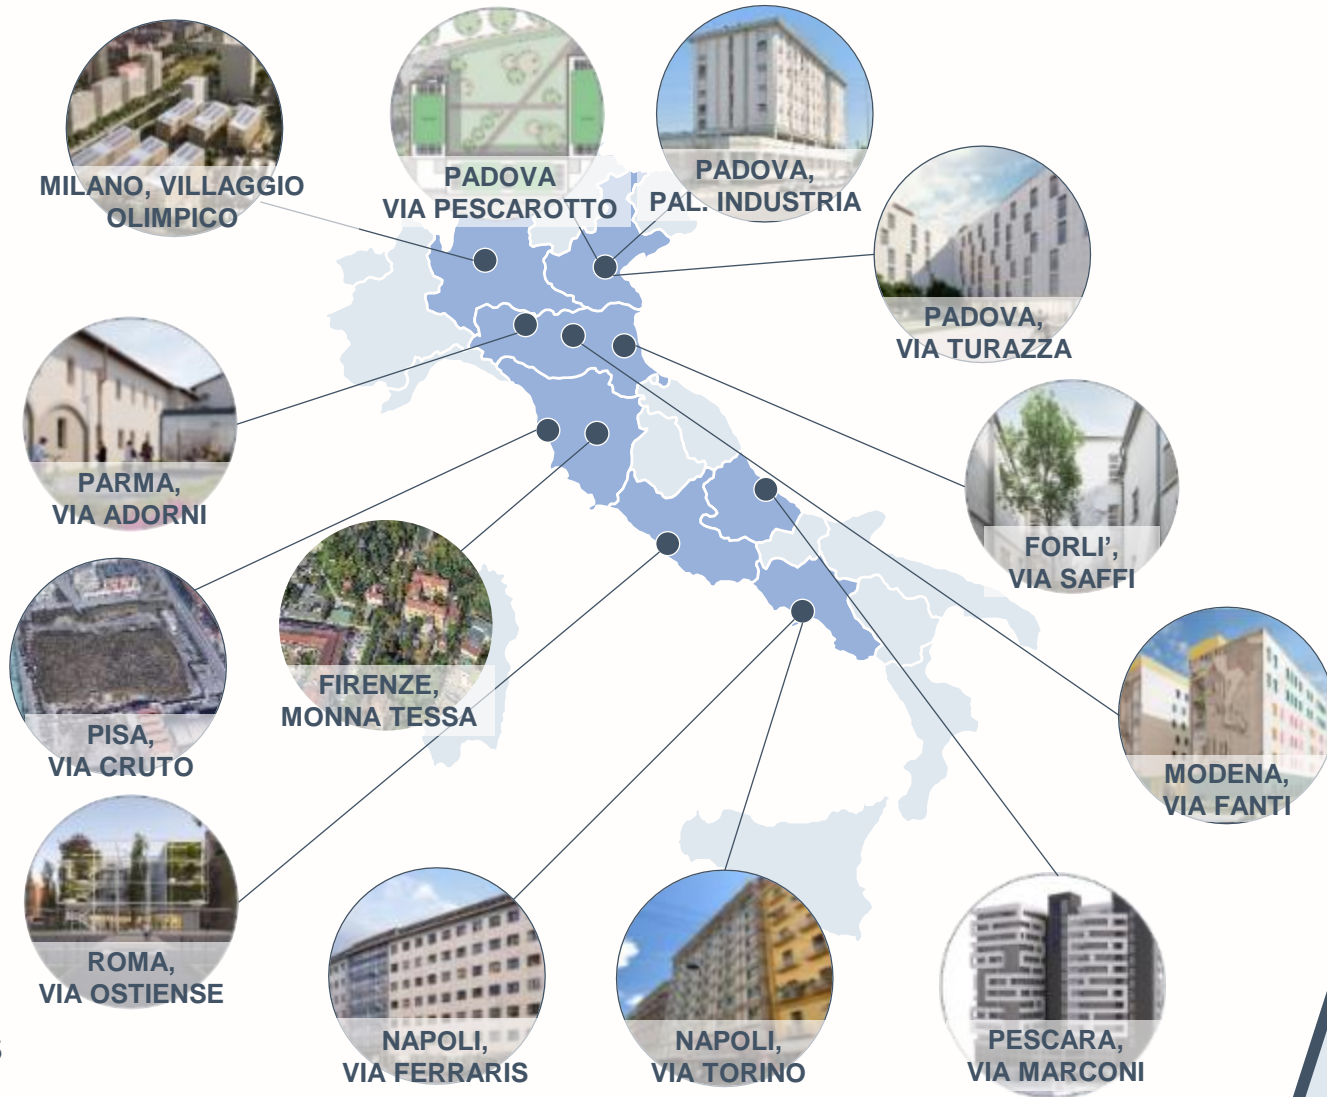 MILANO, VILLAGGIO
OLIMPICO
PADOVA
VIA PESCAROTTO
PADOVA,
PAL. INDUSTRIA
PADOVA,
VIA TURAZZA
PARMA,
VIA ADORNI
FORLI’,
VIA SAFFI
PISA,
VIA CRUTO
FIRENZE,
MONNA TESSA
MODENA,
VIA FANTI
ROMA,
VIA OSTIENSE
NAPOLI,
VIA FERRARIS
NAPOLI,
VIA TORINO
PESCARA,
VIA MARCONI